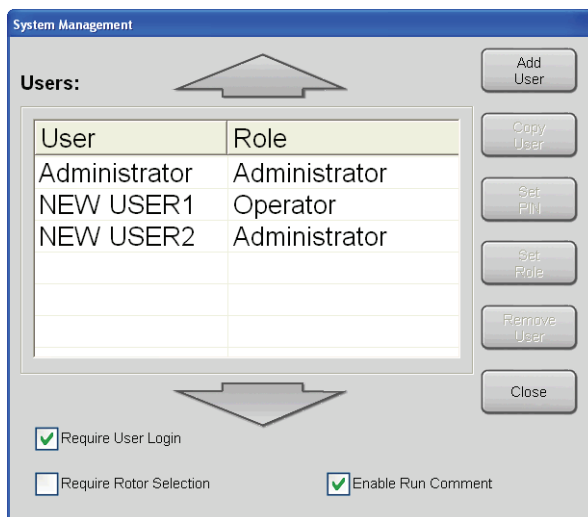 System Management
Users:
Add
User
User Role
Copy
User
Administrator Administrator
NEW USER1 Operator
Set
PIN
NEW USER2 Administrator
Set
Role
Remove
User
Close
Require User Login
Require Rotor Selection
Enable Run Comment